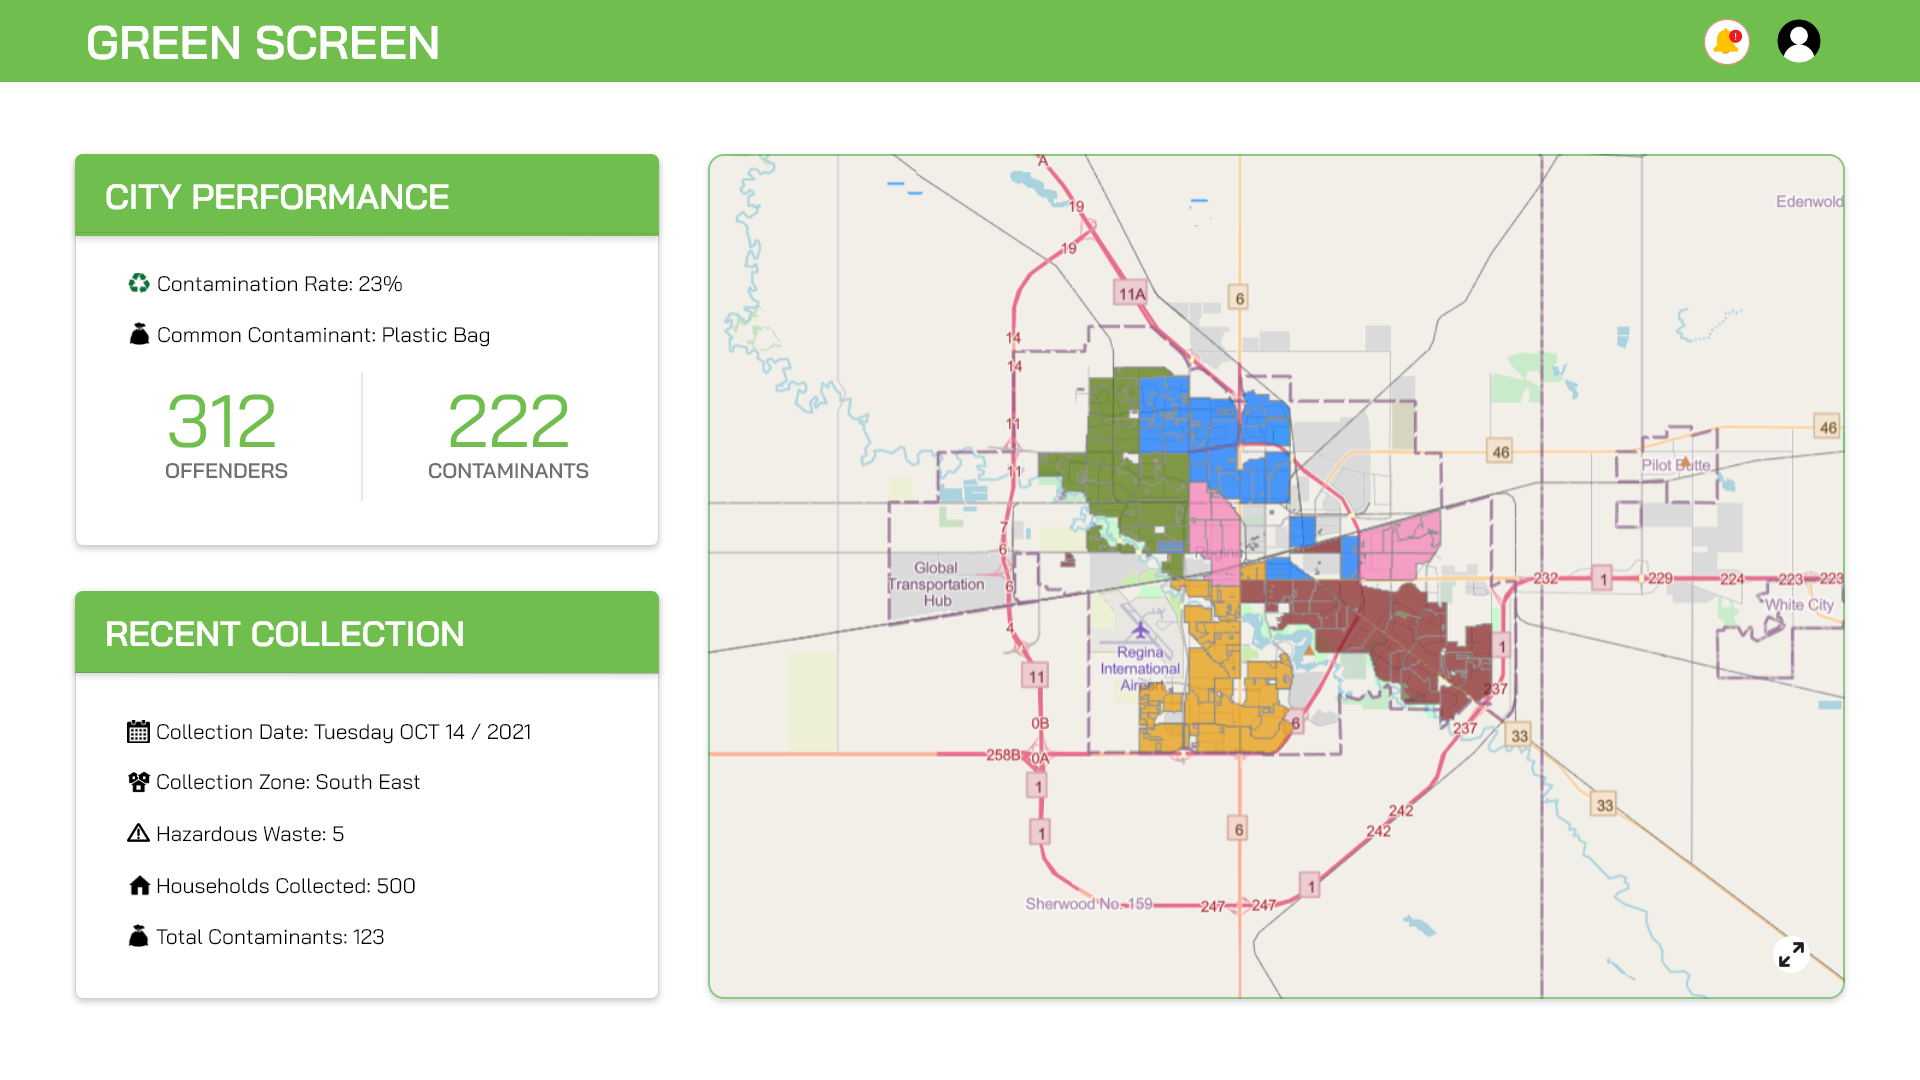 GREEN SCREEN
CITY PERFORMANCE
Contamination Rate: 23%
Common Contaminant: Plastic Bag
312
OFFENDERS
222
CONTAMINANTS
RECENT COLLECTION
Collection Date: Tuesday OCT 14 / 2021
Collection Zone: South East
Hazardous Waste: 5
Households Collected: 500
Total Contaminants: 123
A
19
Edenwold
19
11A
6
14
14
11
46
46
11
Pilot Butte
7
6
Regina
Global
Transportation
Hub
6
232
1
229
224
223
223
White City
4
Regina
International
Airport
1
11
237
0B
6
237
33
258B
0A
1
33
242
1
6
242
1
Sherwood No. 159
247
247